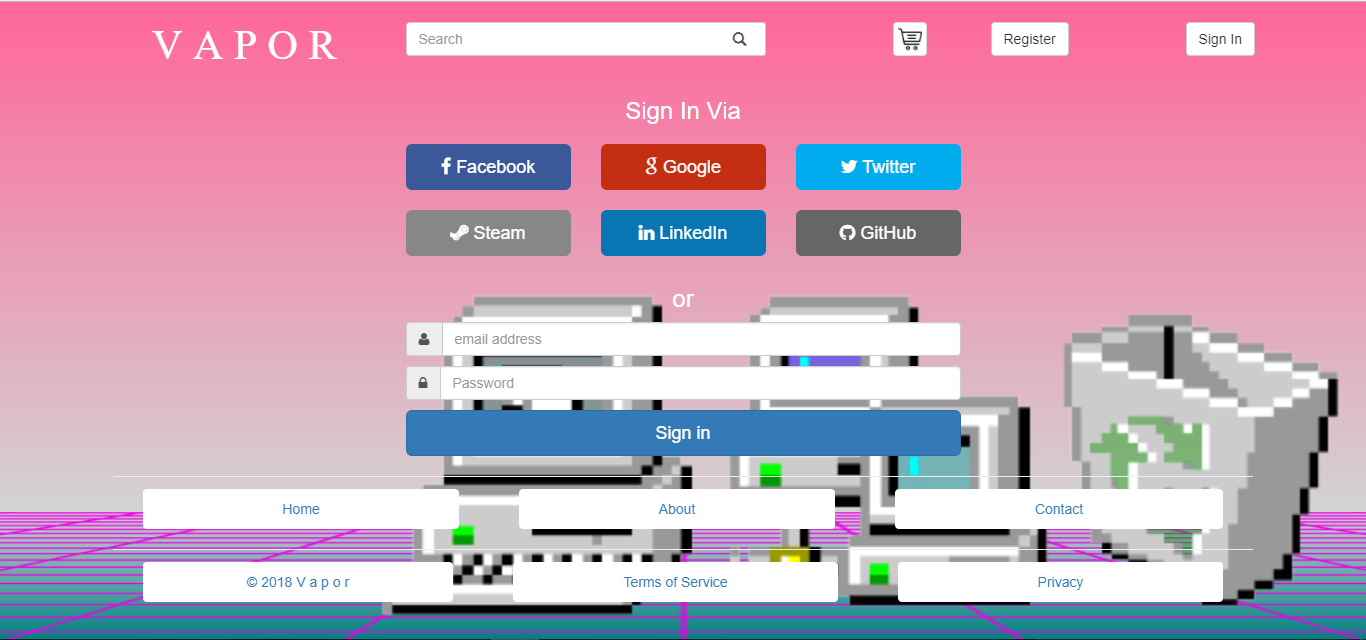 V A P O R
Search
Register
Sign In
Sign In Via
Facebook
Google
Twitter
Steam
LinkedIn
GitHub
or
email address
Password
Sign in
Home
About
Contact
© 2018 V a p o r
Terms of Service
Privacy